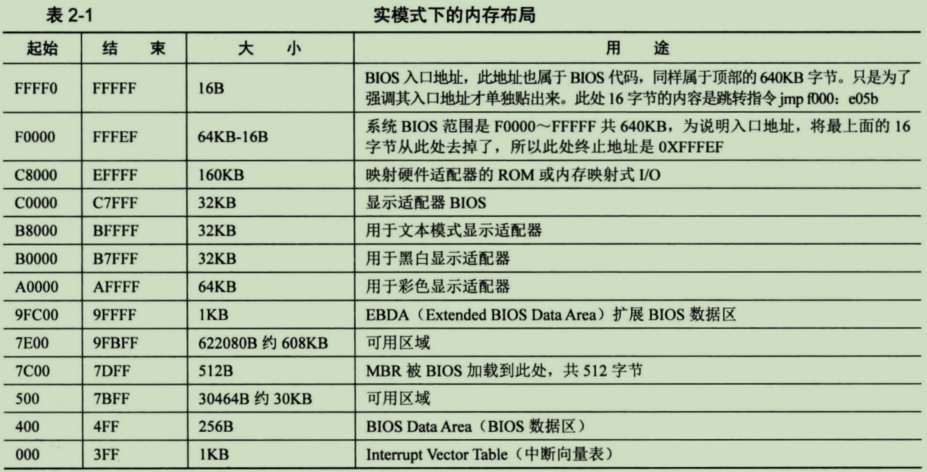 表 2-1 实模式下的内存布局
起始 结 束 大 小 用 途
FFFF0 FFFFF 16B BIOS 入口地址，此地址也属于 BIOS 代码，同样属于顶部的 640KB 字节。只是为了
强调其入口地址才单独贴出来。此处 16 字节的内容是跳转指令 jmp f000：e05b
F0000 FFFEF 64KB-16B 系统 BIOS 范围是 F0000～FFFFF 共 640KB，为说明入口地址，将最上面的 16
字节从此处去掉了，所以此处终止地址是 0XFFFEF
C8000 EFFFF 160KB 映射硬件适配器的 ROM 或内存映射式 I/O
C0000 C7FFF 32KB 显示适配器 BIOS
B8000 BFFFF 32KB 用于文本模式显示适配器
B0000 B7FFF 32KB 用于黑白显示适配器
A0000 AFFFF 64KB 用于彩色显示适配器
9FC00 9FFFF 1KB EBDA（Extended BIOS Data Area）扩展 BIOS 数据区
7E00 9FBFF 622080B 约 608KB 可用区域
7C00 7DFF 512B MBR 被 BIOS 加载到此处，共 512 字节
500 7BFF 30464B 约 30KB 可用区域
400 4FF 256B BIOS Data Area（BIOS 数据区）
000 3FF 1KB Interrupt Vector Table（中断向量表）